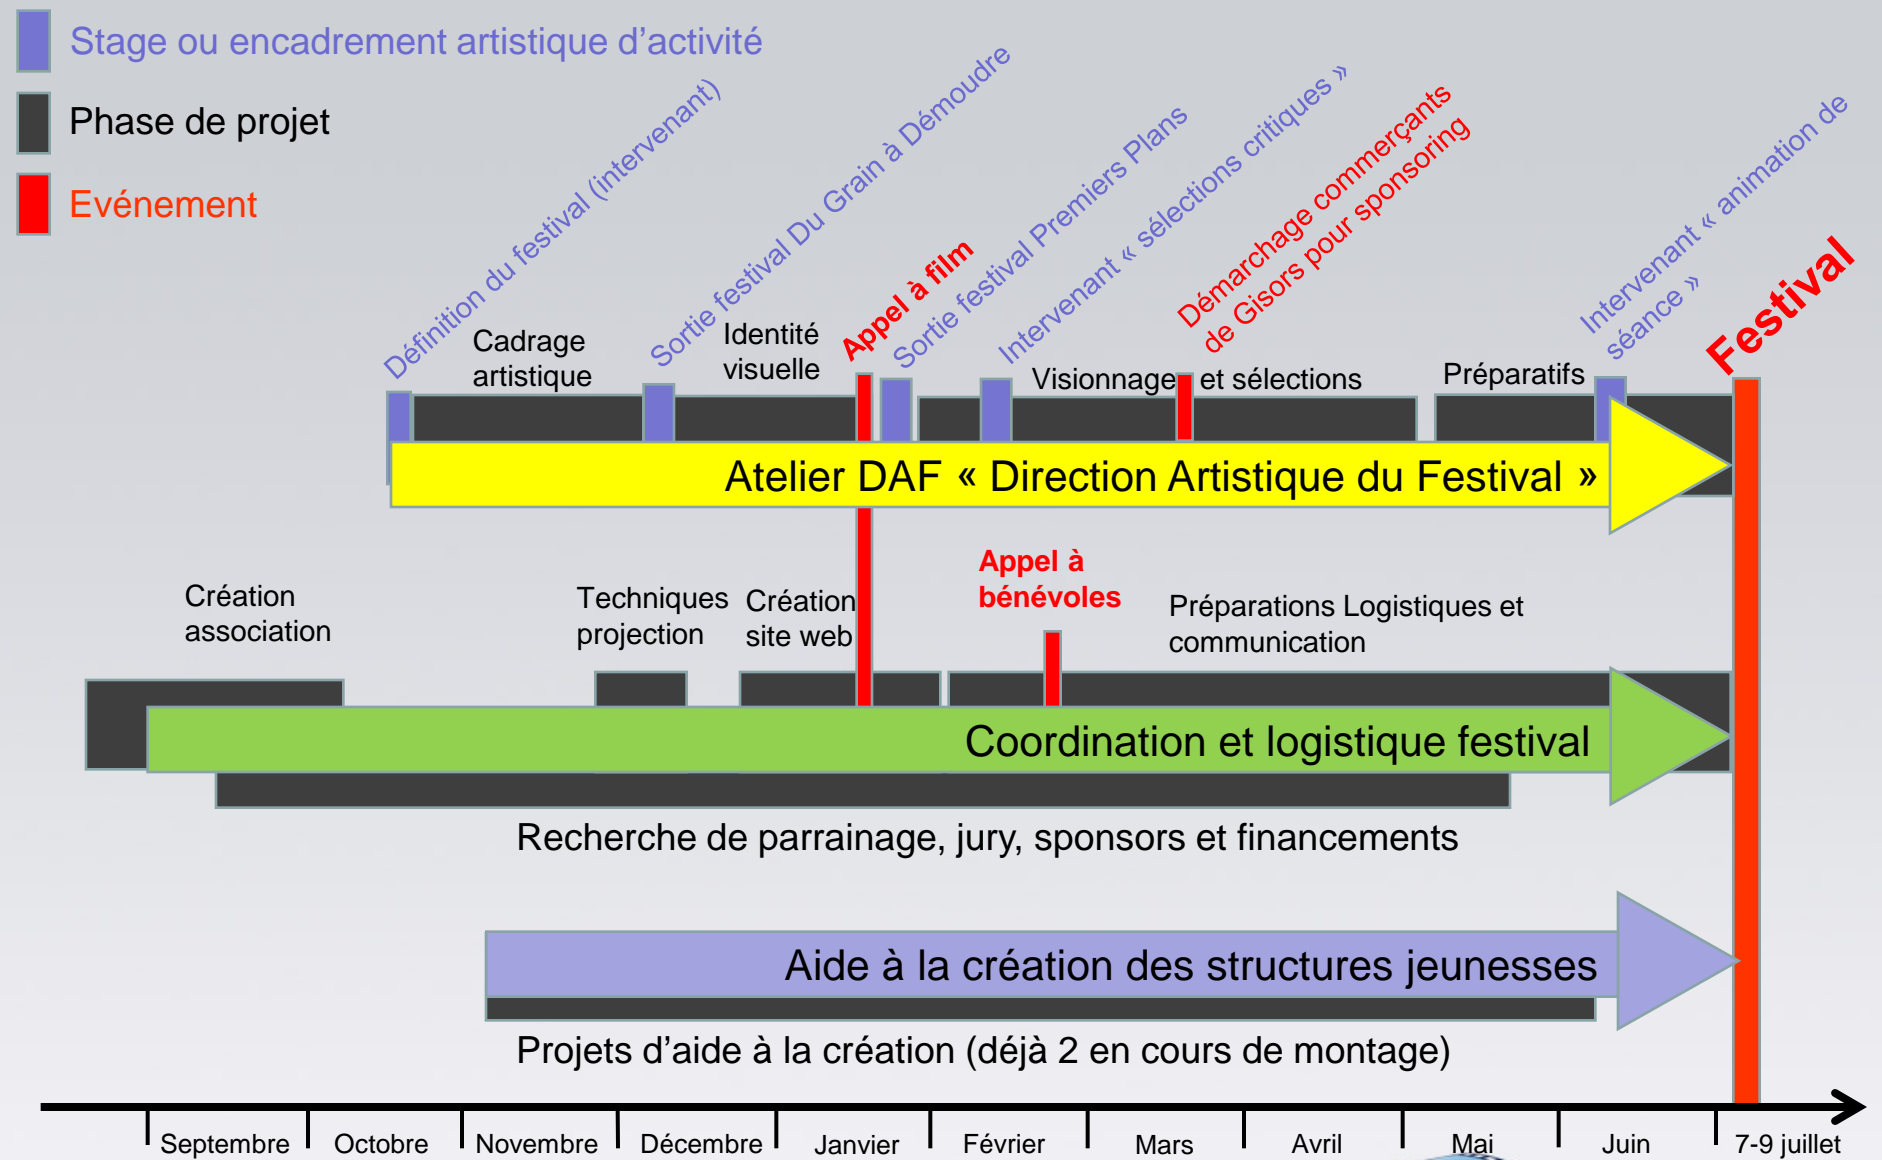 Stage ou encadrement artistique d’activité
Phase de projet
Evénement
Définition du festival (intervenant)
Sortie festival Du Grain à Démoudre
Appel à film
Sortie festival Premiers Plans
Intervenant « sélections critiques »
Démarchage commerçants
de Gisors pour sponsoring
Intervenant « animation de
séance »
Festival
Cadrage
artistique
Identité
visuelle
Visionnage et sélections
Préparatifs
Atelier DAF « Direction Artistique du Festival »
Création
association
Techniques
projection
Création
site web
Appel à
bénévoles
Préparations Logistiques et
communication
Coordination et logistique festival
Recherche de parrainage, jury, sponsors et financements
Aide à la création des structures jeunesses
Projets d’aide à la création (déjà 2 en cours de montage)
Septembre
Octobre
Novembre
Décembre
Janvier
Février
Mars
Avril
Mai
Juin
7-9 juillet